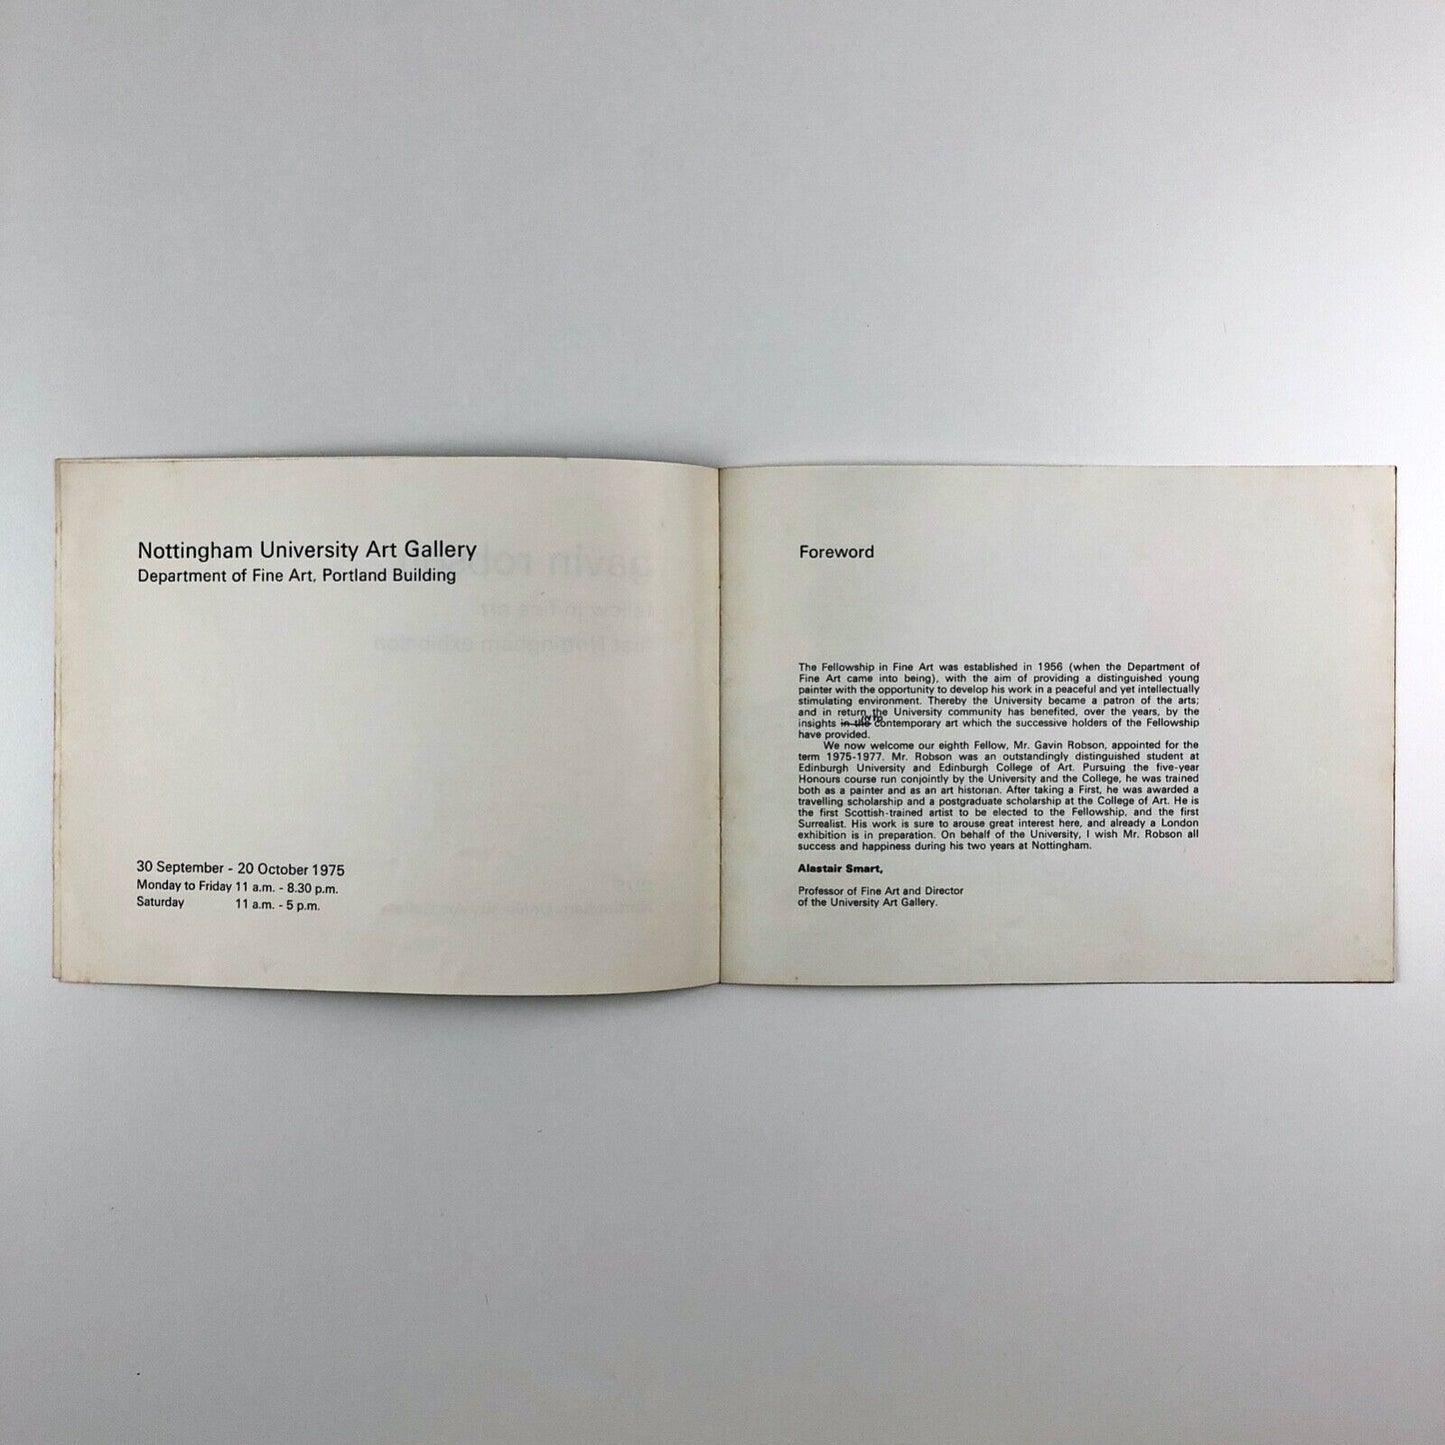 Nottingham University Art Gallery
Department of Fine Art, Portland Building
30 September - 20 October 1975
Monday to Friday 11 a.m. - 8.30 p.m.
Saturday 11 a.m. - 5 p.m.
Foreword
The Fellowship in Fine Art was established in 1956 (when the Department of
Fine Art came into being), with the aim of providing a distinguished young
painter with the opportunity to develop his work in a peaceful and yet intellectually
stimulating environment. Thereby the University became a patron of the arts;
and in return the University community has benefited, over the years, by the
insights in the into contemporary art which the successive holders of the Fellowship
have provided.
We now welcome our eighth Fellow, Mr. Gavin Robson, appointed for the
term 1975-1977. Mr. Robson was an outstandingly distinguished student at
Edinburgh University and Edinburgh College of Art. Pursuing the five-year
Honours course run conjointly by the University and the College, he was trained
both as a painter and as an art historian. After taking a First, he was awarded a
travelling scholarship and a postgraduate scholarship at the College of Art. He is
the first Scottish-trained artist to be elected to the Fellowship, and the first
Surrealist. His work is sure to arouse great interest here, and already a London
exhibition is in preparation. On behalf of the University, I wish Mr. Robson all
success and happiness during his two years at Nottingham.
Alastair Smart,
Professor of Fine Art and Director
of the University Art Gallery.